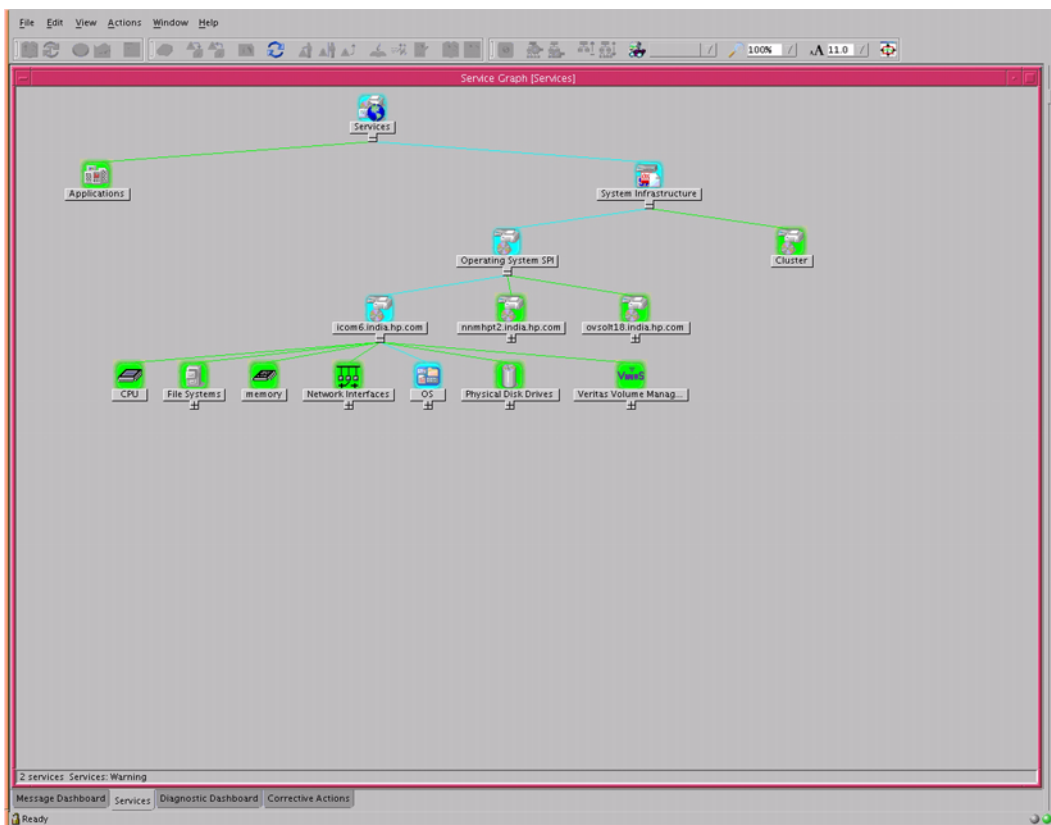 File Edit View Actions Window Help
100% A 11.0
Service Graph [Services]
Services
Applications
System Infrastructure
Operating System SPI
Cluster
icom6.india.hp.com
nnmhpt2.india.hp.com
ovsolt18.india.hp.com
CPU
File Systems
memory
Network Interfaces
OS
Physical Disk Drives
Veritas Volume Manag...
2 services Services: Warning
Message Dashboard Services Diagnostic Dashboard Corrective Actions
Ready